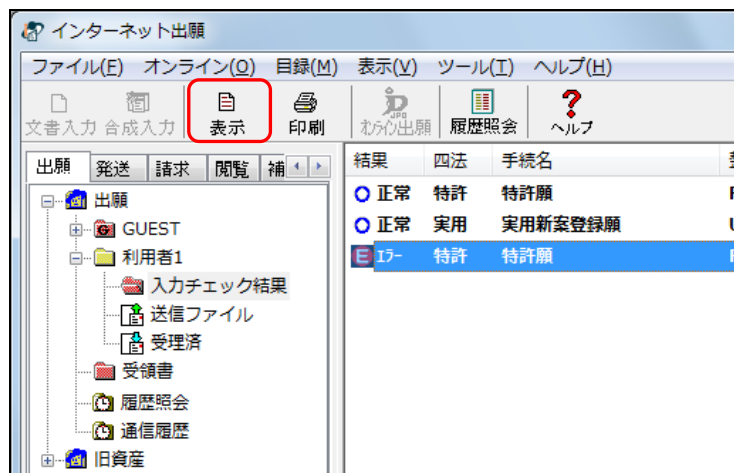 インターネット出願
ファイル(F) オンライン(O) 目録(M) 表示(V) ツール(T) ヘルプ(H)
文書入力 合成入力 表示 印刷 ｵﾝﾗｲﾝ出願 履歴照会 ヘルプ
出願 発送 請求 閲覧 補
結果 四法 手続名
出願
GUEST
利用者1
入力チェック結果
送信ファイル
受理済
受領書
履歴照会
通信履歴
旧資産
正常 特許 特許願
正常 実用 実用新案登録願
E ｴﾗｰ 特許 特許願